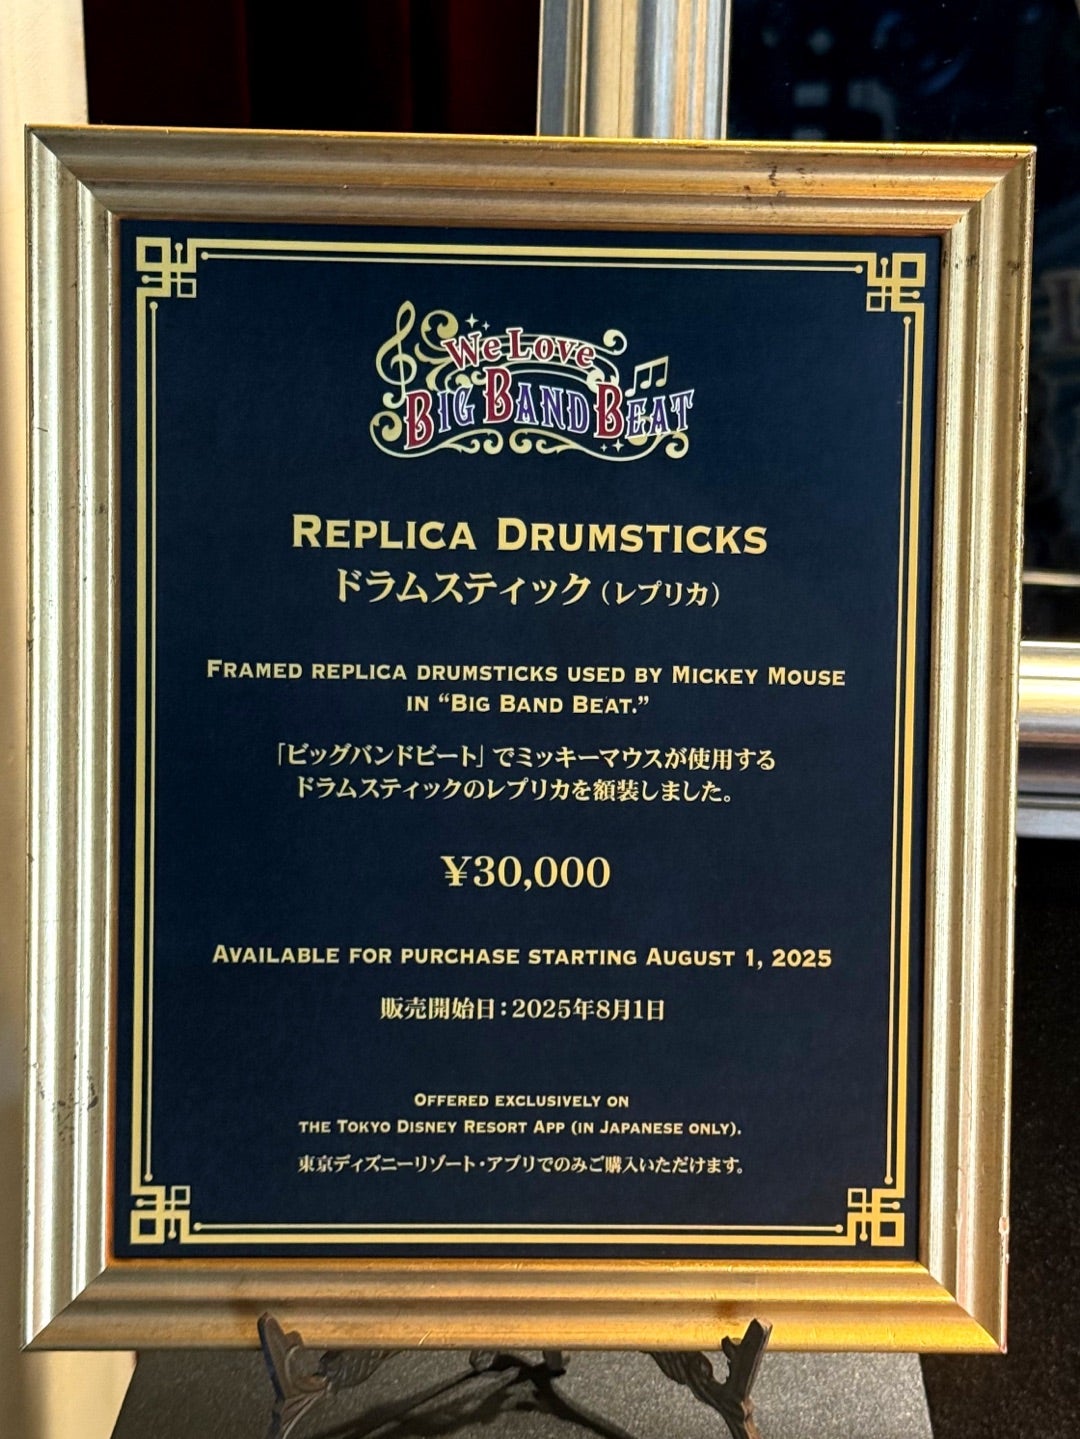 We Love
BIG BAND BEAT
REPLICA DRUMSTICKS
ドラムスティック（レプリカ）
FRAMED REPLICA DRUMSTICKS USED BY MICKEY MOUSE
IN “BIG BAND BEAT.”
「ビッグバンドビート」でミッキーマウスが使用する
ドラムスティックのレプリカを額装しました。
¥30,000
AVAILABLE FOR PURCHASE STARTING AUGUST 1, 2025
販売開始日：2025年8月1日
OFFERED EXCLUSIVELY ON
THE TOKYO DISNEY RESORT APP (IN JAPANESE ONLY).
東京ディズニーリゾート・アプリでのみご購入いただけます。